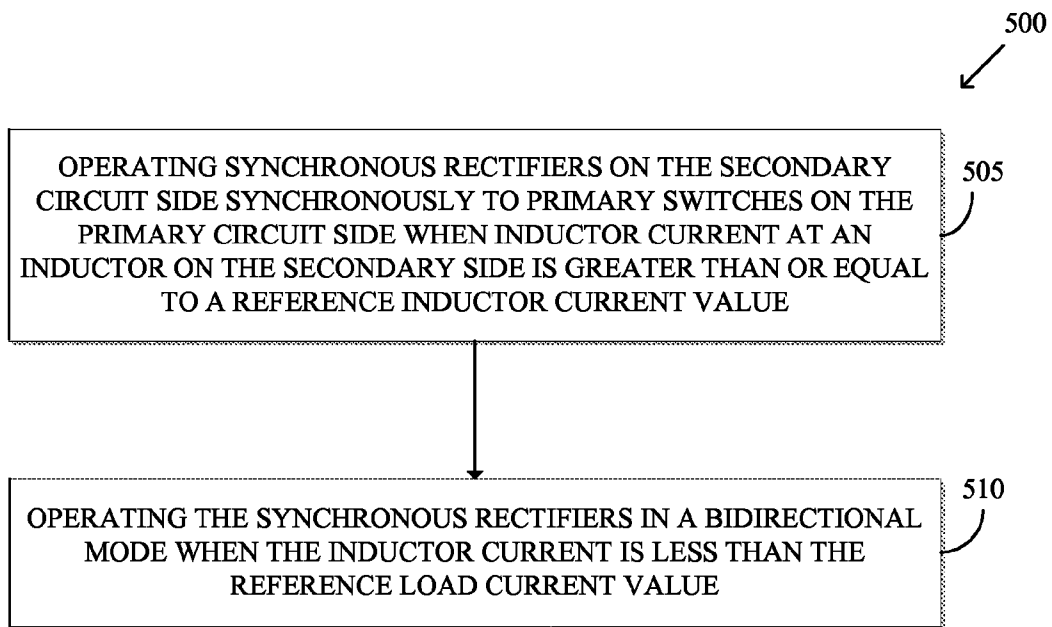 500
OPERATING SYNCHRONOUS RECTIFIERS ON THE SECONDARY
CIRCUIT SIDE SYNCHRONOUSLY TO PRIMARY SWITCHES ON THE
PRIMARY CIRCUIT SIDE WHEN INDUCTOR CURRENT AT AN
INDUCTOR ON THE SECONDARY SIDE IS GREATER THAN OR EQUAL
TO A REFERENCE INDUCTOR CURRENT VALUE
505
OPERATING THE SYNCHRONOUS RECTIFIERS IN A BIDIRECTIONAL
MODE WHEN THE INDUCTOR CURRENT IS LESS THAN THE
REFERENCE LOAD CURRENT VALUE
510